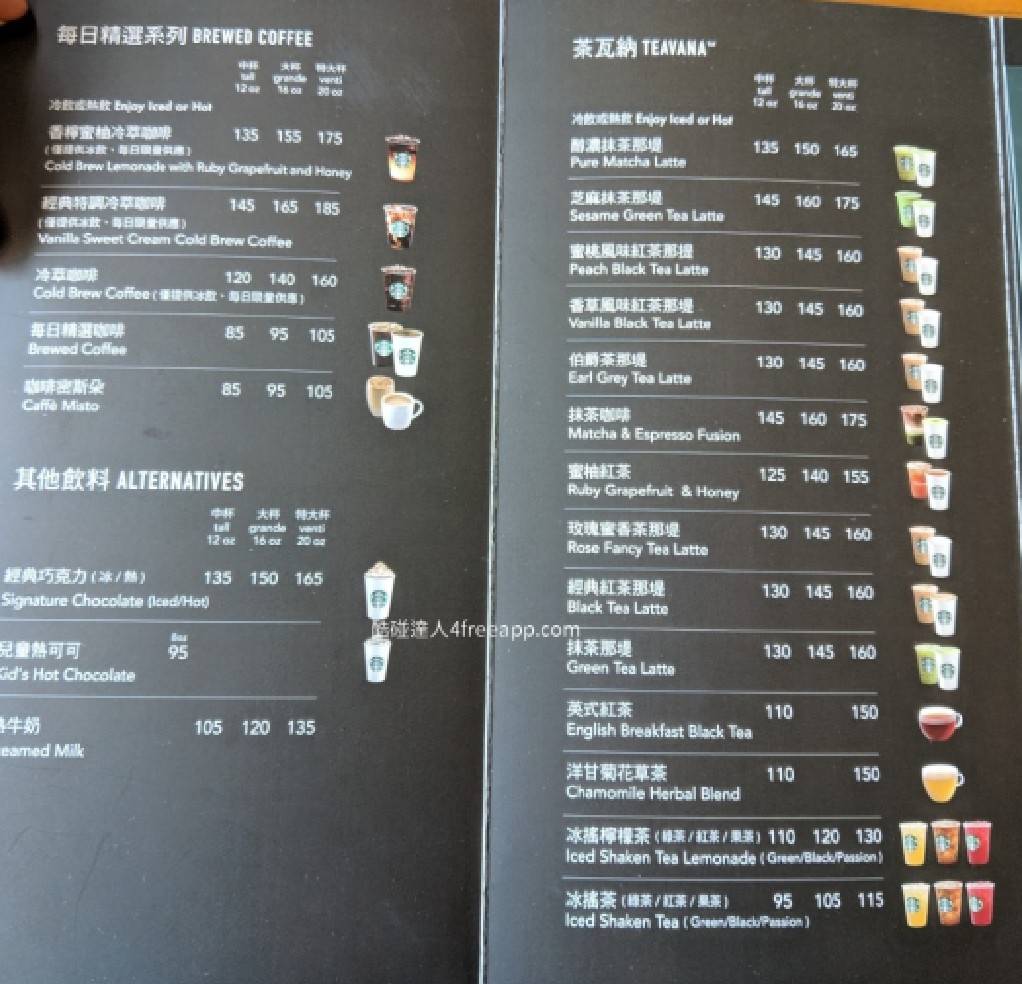 每日精選系列 BREWED COFFEE
中杯 大杯 特大杯
tall grande venti
12 oz 16 oz 20 oz
冷飲或熱飲 Enjoy Iced or Hot
香檸蜜柚冷萃咖啡 135 155 175
(僅提供冰飲,每日限量供應)
Cold Brew Lemonade with Ruby Grapefruit and Honey
經典特調冷萃咖啡 145 165 185
(僅提供冰飲,每日限量供應)
Vanilla Sweet Cream Cold Brew Coffee
冷萃咖啡 120 140 160
Cold Brew Coffee (僅提供冰飲,每日限量供應)
每日精選咖啡 85 95 105
Brewed Coffee
咖啡密斯朵 85 95 105
Caffè Misto
其他飲料 ALTERNATIVES
中杯 大杯 特大杯
tall grande venti
12 oz 16 oz 20 oz
經典巧克力 (冰/熱) 135 150 165
Signature Chocolate (Iced/Hot)
8oz
兒童熱可可 95
Kid's Hot Chocolate
熱牛奶 105 120 135
eamed Milk
茶瓦納 TEAVANA™
中杯 大杯 特大杯
tall grande venti
12 oz 16 oz 20 oz
冷飲或熱飲 Enjoy Iced or Hot
醇濃抹茶那堤 135 150 165
Pure Matcha Latte
芝麻抹茶那堤 145 160 175
Sesame Green Tea Latte
蜜桃風味紅茶那堤 130 145 160
Peach Black Tea Latte
香草風味紅茶那堤 130 145 160
Vanilla Black Tea Latte
伯爵茶那堤 130 145 160
Earl Grey Tea Latte
抹茶咖啡 145 160 175
Matcha & Espresso Fusion
蜜柚紅茶 125 140 155
Ruby Grapefruit & Honey
玫瑰蜜香茶那堤 130 145 160
Rose Fancy Tea Latte
經典紅茶那堤 130 145 160
Black Tea Latte
抹茶那堤 130 145 160
Green Tea Latte
英式紅茶 110 150
English Breakfast Black Tea
洋甘菊花草茶 110 150
Chamomile Herbal Blend
冰搖檸檬茶 (綠茶/紅茶/果茶) 110 120 130
Iced Shaken Tea Lemonade (Green/Black/Passion)
冰搖茶 (綠茶/紅茶/果茶) 95 105 115
Iced Shaken Tea (Green/Black/Passion)
酷碰達人4freeapp.com